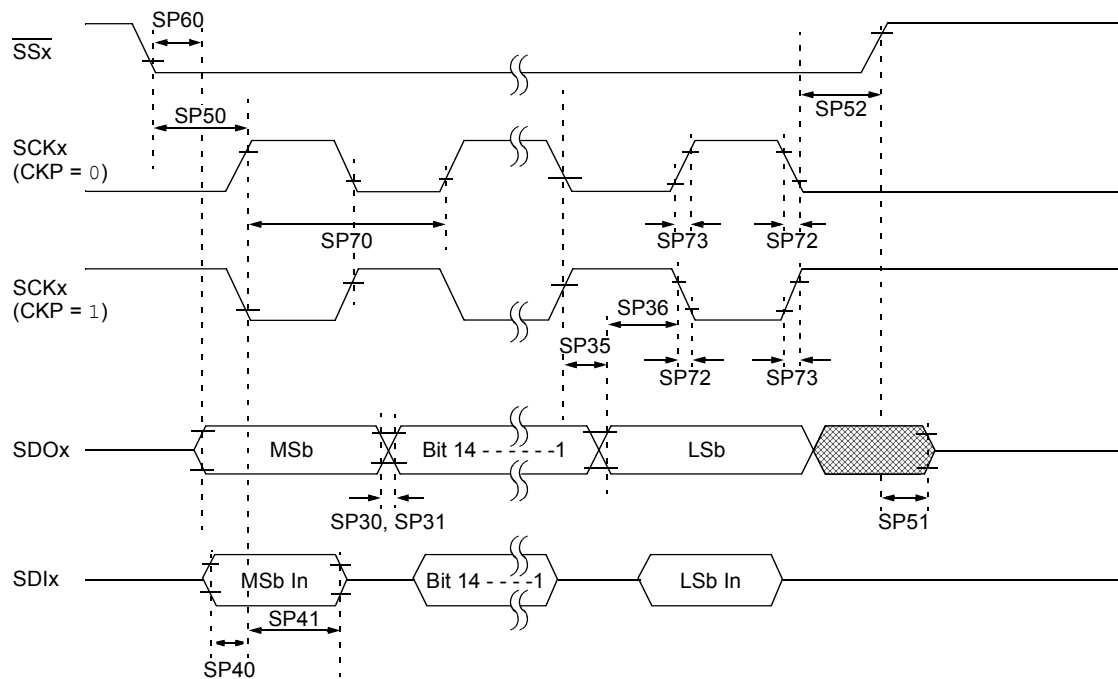 SP60
SSx
SP50
SP52
SCKx
(CKP = 0)
SP70
SP73
SP72
SCKx
(CKP = 1)
SP36
SP35
SP72
SP73
SDOx
MSb
Bit 14 - - - - - -1
LSb
SP30, SP31
SP51
SDIx
MSb In
Bit 14 - - - -1
LSb In
SP41
SP40